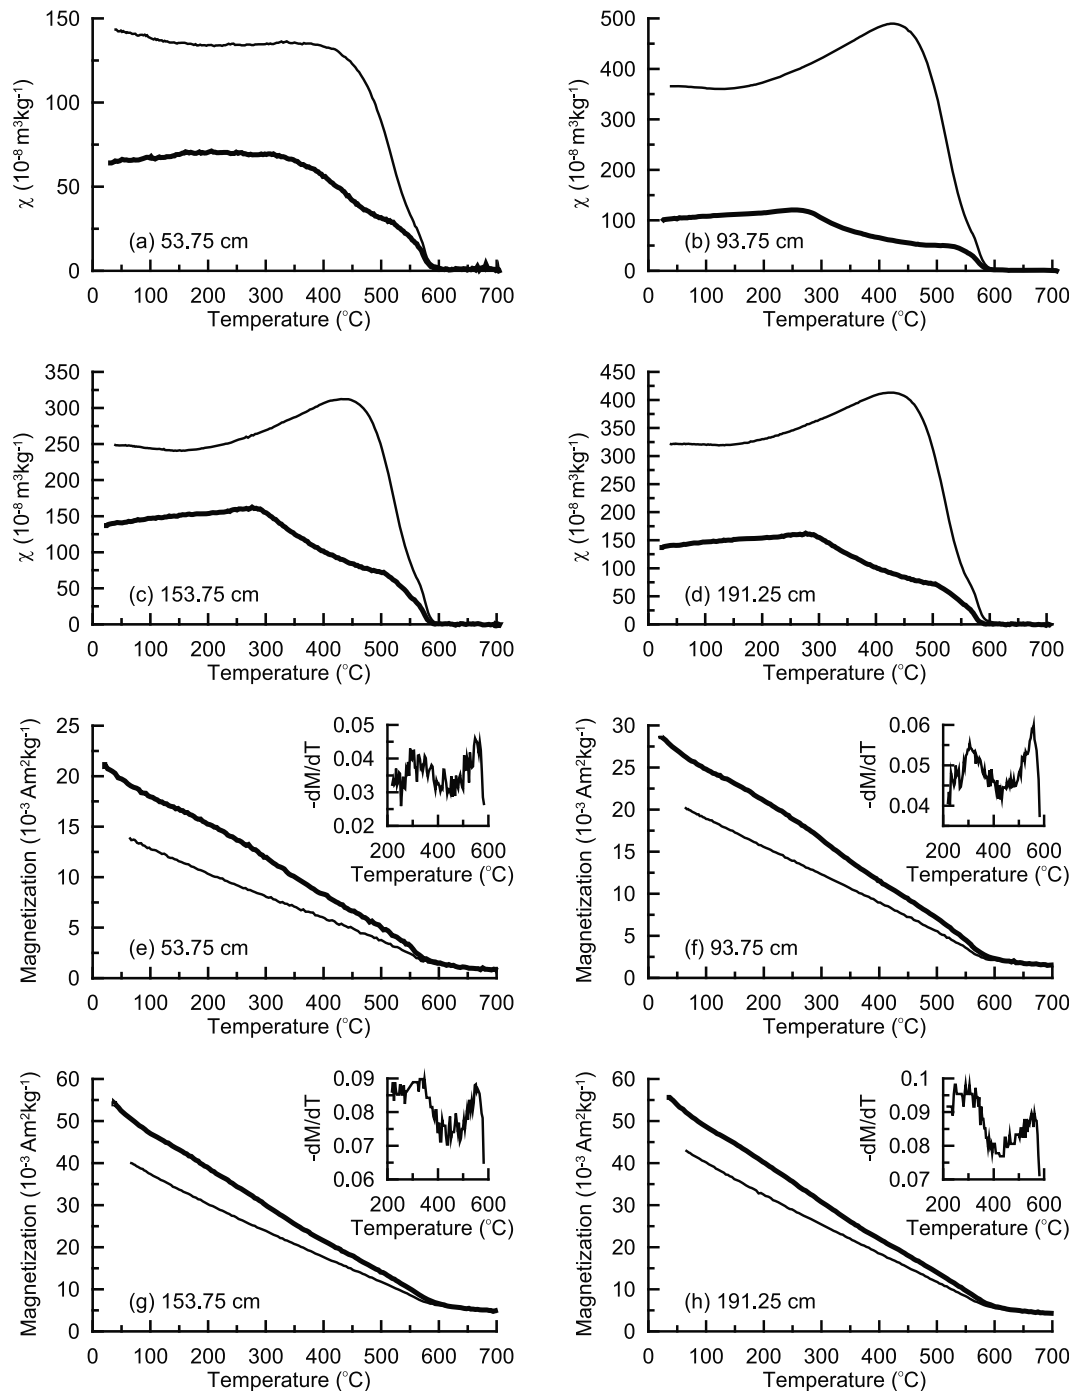 150
100
50
0
χ (10⁻⁸ m³kg⁻¹)
(a) 53.75 cm
0 100 200 300 400 500 600 700
Temperature (°C)
500
400
300
200
100
0
χ (10⁻⁸ m³kg⁻¹)
(b) 93.75 cm
0 100 200 300 400 500 600 700
Temperature (°C)
350
300
250
200
150
100
50
0
χ (10⁻⁸ m³kg⁻¹)
(c) 153.75 cm
0 100 200 300 400 500 600 700
Temperature (°C)
450
400
350
300
250
200
150
100
50
0
χ (10⁻⁸ m³kg⁻¹)
(d) 191.25 cm
0 100 200 300 400 500 600 700
Temperature (°C)
25
20
15
10
5
0
Magnetization (10⁻³ Am²kg⁻¹)
0.05
0.04
0.03
0.02
-dM/dT
200 400 600
Temperature (°C)
(e) 53.75 cm
0 100 200 300 400 500 600 700
Temperature (°C)
30
25
20
15
10
5
0
Magnetization (10⁻³ Am²kg⁻¹)
0.06
0.05
0.04
-dM/dT
200 400 600
Temperature (°C)
(f) 93.75 cm
0 100 200 300 400 500 600 700
Temperature (°C)
60
50
40
30
20
10
0
Magnetization (10⁻³ Am²kg⁻¹)
0.09
0.08
0.07
0.06
-dM/dT
200 400 600
Temperature (°C)
(g) 153.75 cm
0 100 200 300 400 500 600 700
Temperature (°C)
60
50
40
30
20
10
0
Magnetization (10⁻³ Am²kg⁻¹)
0.1
0.09
0.08
0.07
-dM/dT
200 400 600
Temperature (°C)
(h) 191.25 cm
0 100 200 300 400 500 600 700
Temperature (°C)